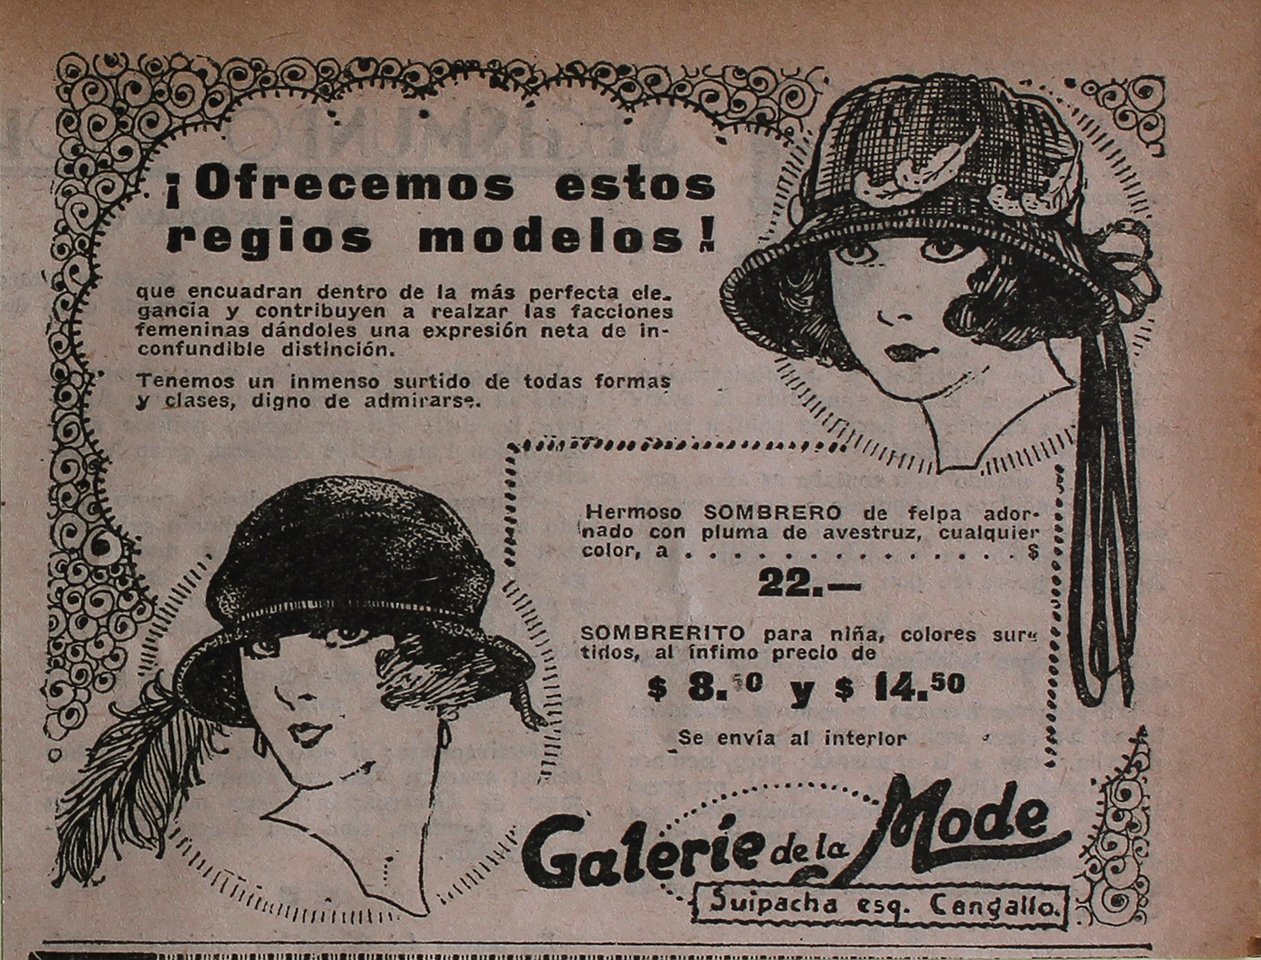 ¡Ofrecemos estos
regios modelos!
que encuadran dentro de la más perfecta ele-
gancia y contribuyen a realzar las facciones
femeninas dándoles una expresión neta de in-
confundible distinción.
Tenemos un inmenso surtido de todas formas
y clases, digno de admirarse.
Hermoso SOMBRERO de felpa ador-
nado con pluma de avestruz, cualquier
color, a . . . . . . . . . . . . . . . $
22.—
SOMBRERITO para niña, colores sur-
tidos, al ínfimo precio de
$ 8.50 y $ 14.50
Se envía al interior
Galerie de la Mode
Suipacha esq. Cangallo.